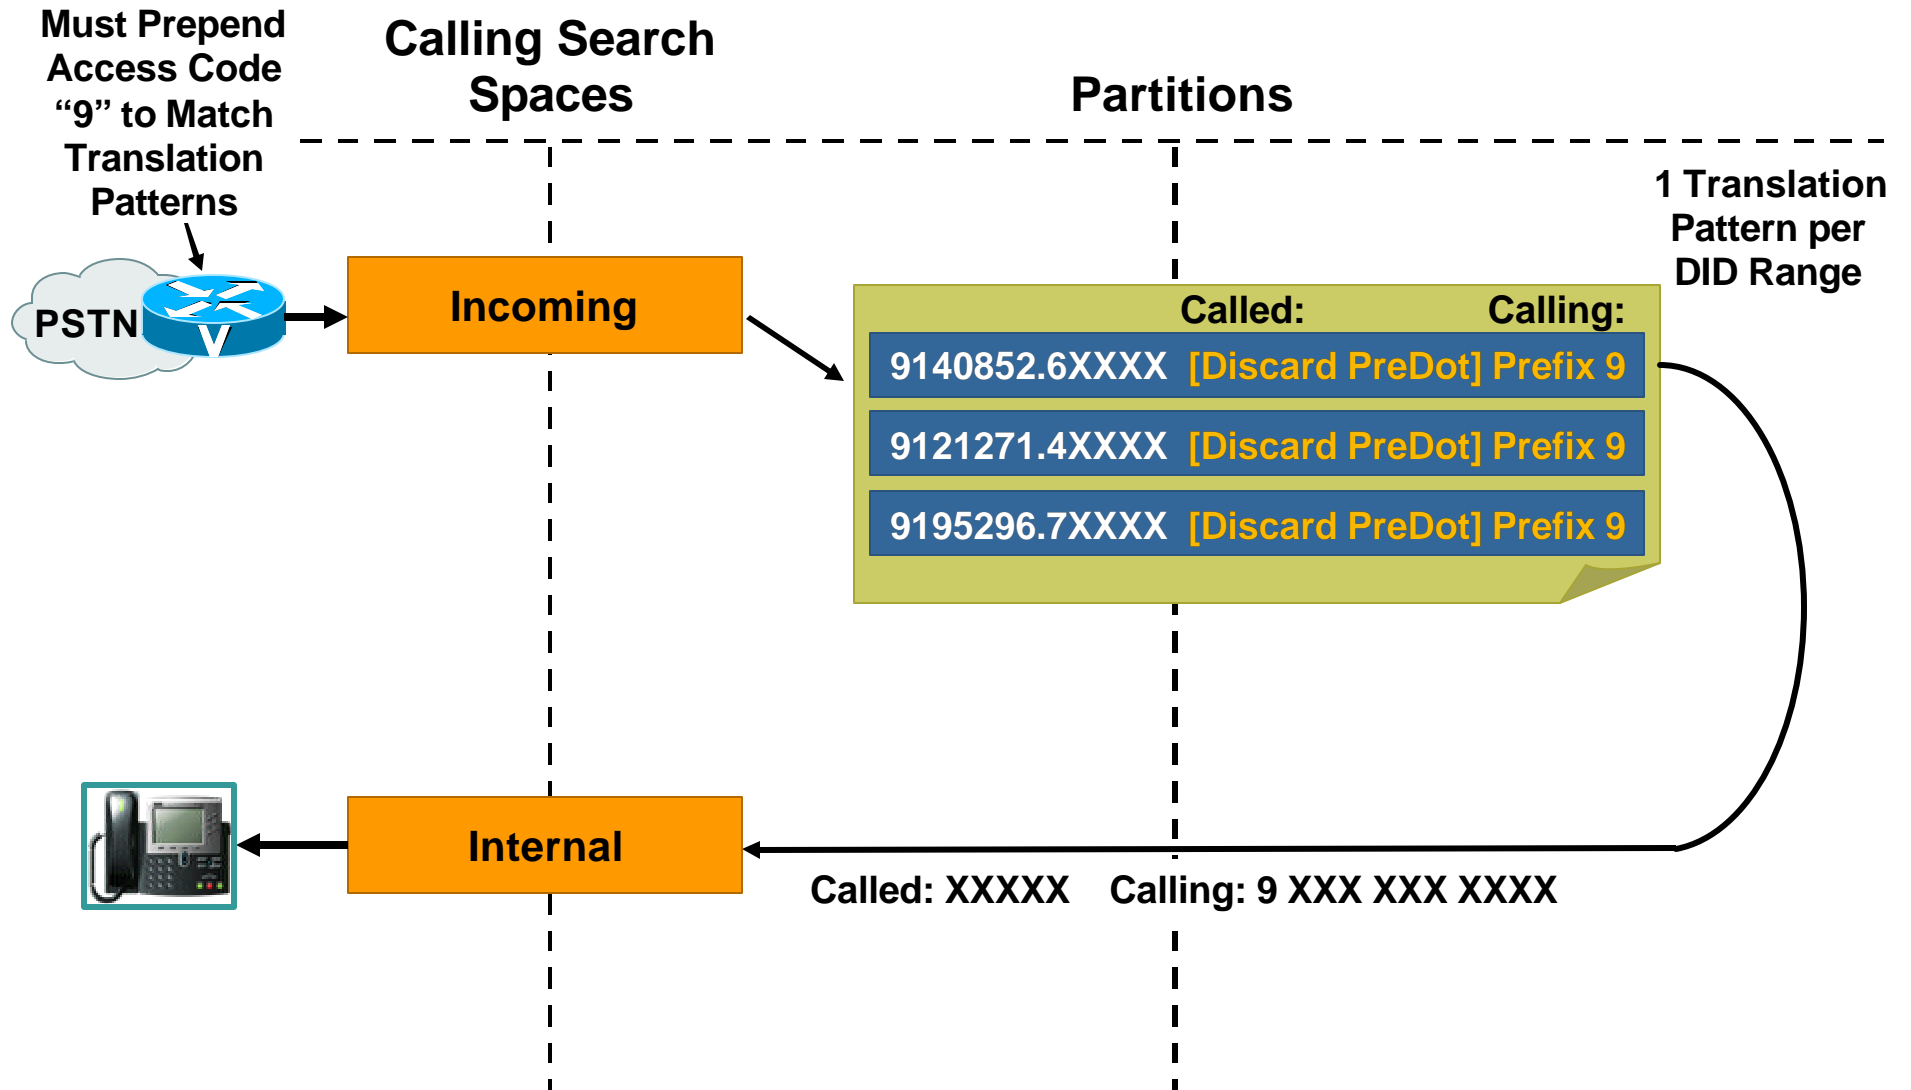 Must Prepend
Access Code
“9” to Match
Translation
Patterns
Calling Search
Spaces
Partitions
1 Translation
Pattern per
DID Range
PSTN
V
Incoming
Called: Calling:
9140852.6XXXX [Discard PreDot] Prefix 9
9121271.4XXXX [Discard PreDot] Prefix 9
9195296.7XXXX [Discard PreDot] Prefix 9
Internal
Called: XXXXX Calling: 9 XXX XXX XXXX